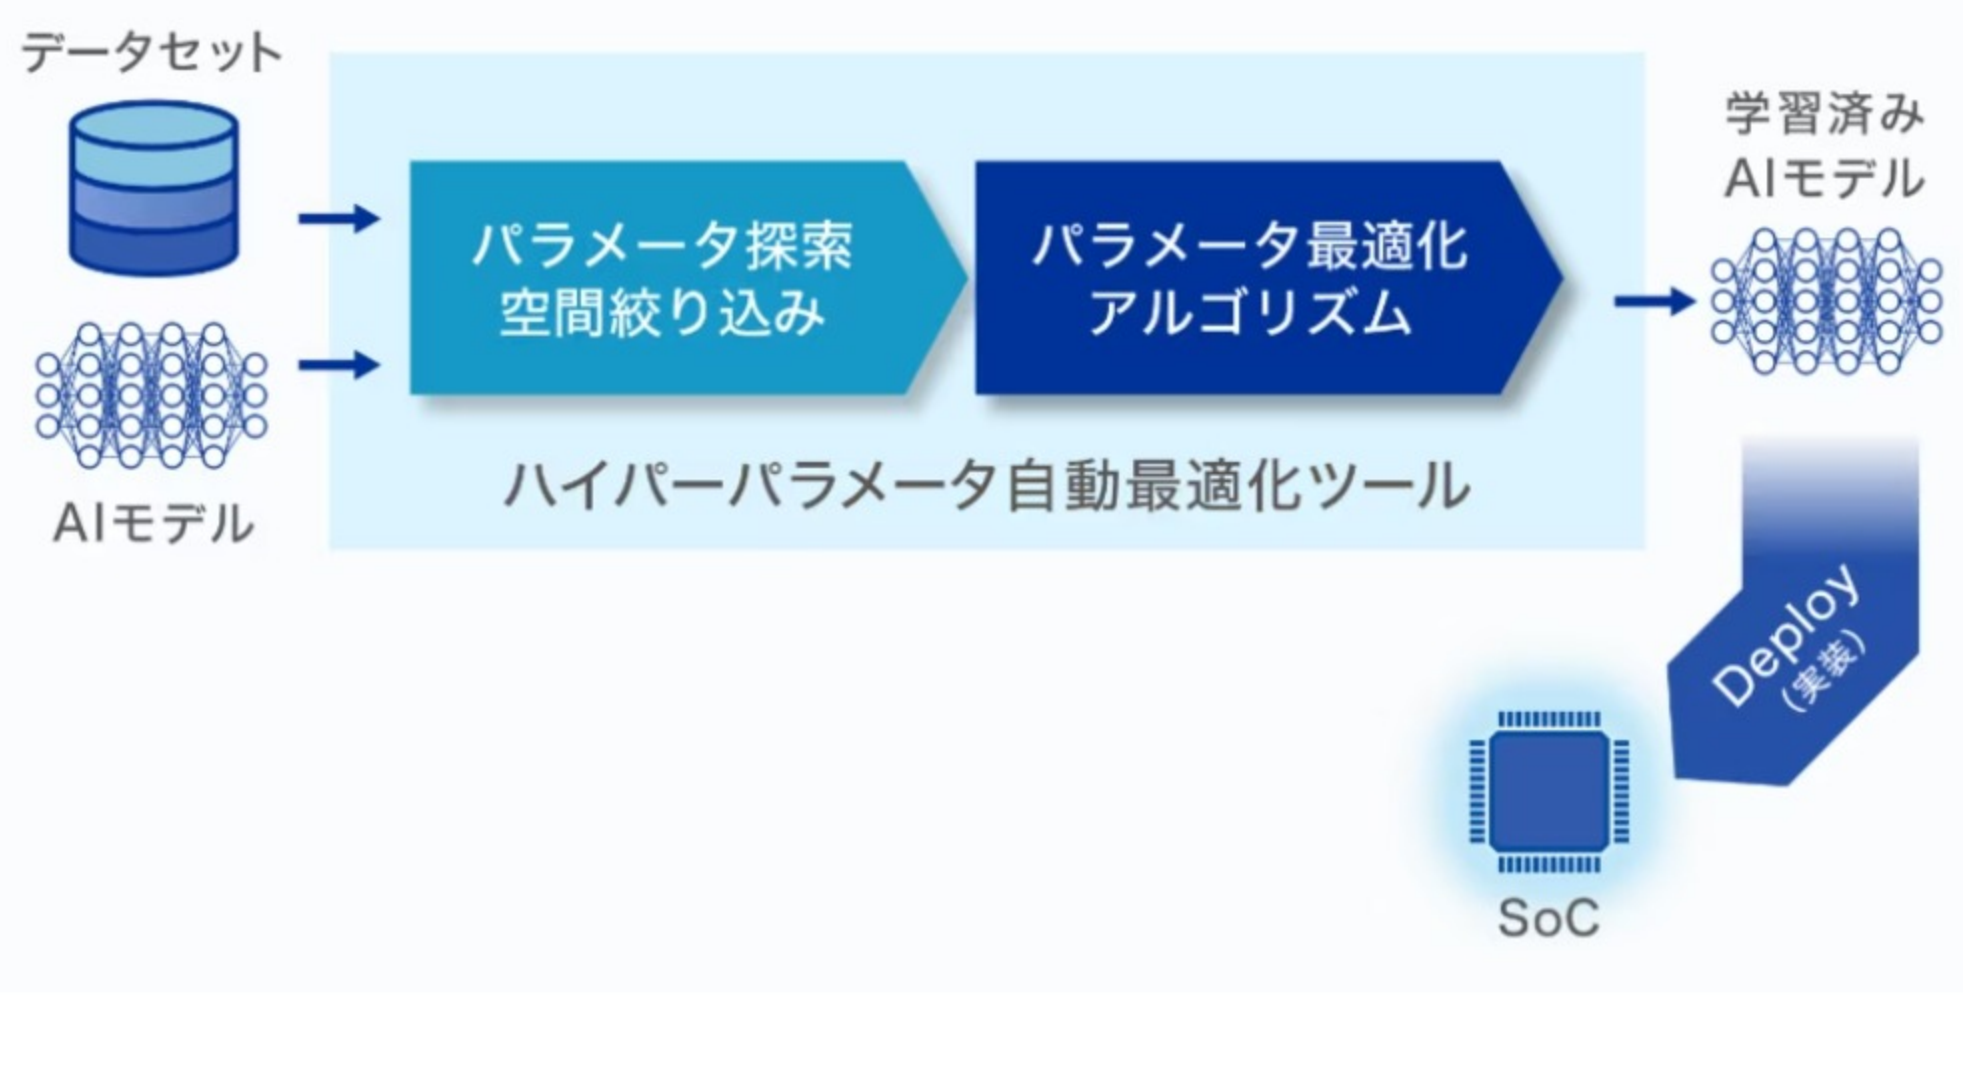 データセット
AIモデル
パラメータ探索
空間絞り込み
パラメータ最適化
アルゴリズム
ハイパーパラメータ自動最適化ツール
学習済み
AIモデル
Deploy
(実装)
SoC